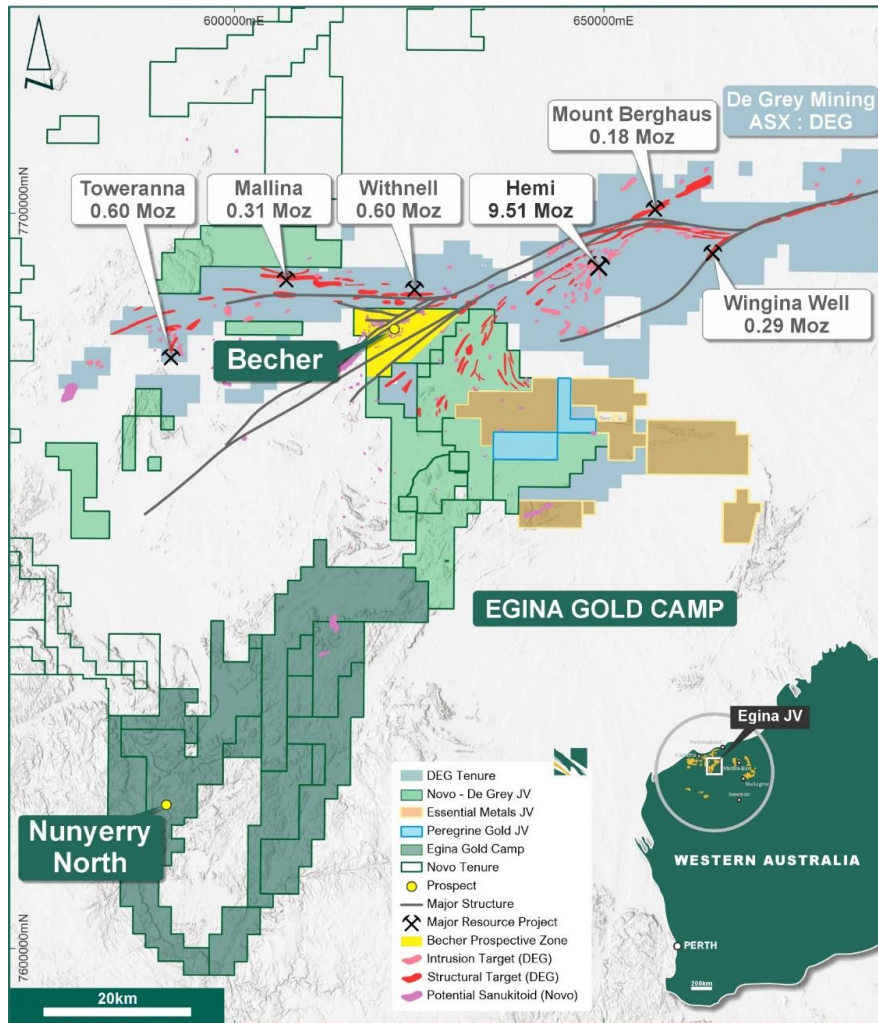 600000mE
650000mE
N
De Grey Mining
ASX : DEG
Mount Berghaus
0.18 Moz
Toweranna
0.60 Moz
Mallina
0.31 Moz
Withnell
0.60 Moz
Hemi
9.51 Moz
7700000mN
Wingina Well
0.29 Moz
Becher
EGINA GOLD CAMP
Egina JV
Nunyerry
North
DEG Tenure
Novo - De Grey JV
Essential Metals JV
Peregrine Gold JV
Egina Gold Camp
Novo Tenure
Prospect
Major Structure
Major Resource Project
Becher Prospective Zone
Intrusion Target (DEG)
Structural Target (DEG)
Potential Sanukitoid (Novo)
Newman
WESTERN AUSTRALIA
PERTH
200km
7600000mN
20km